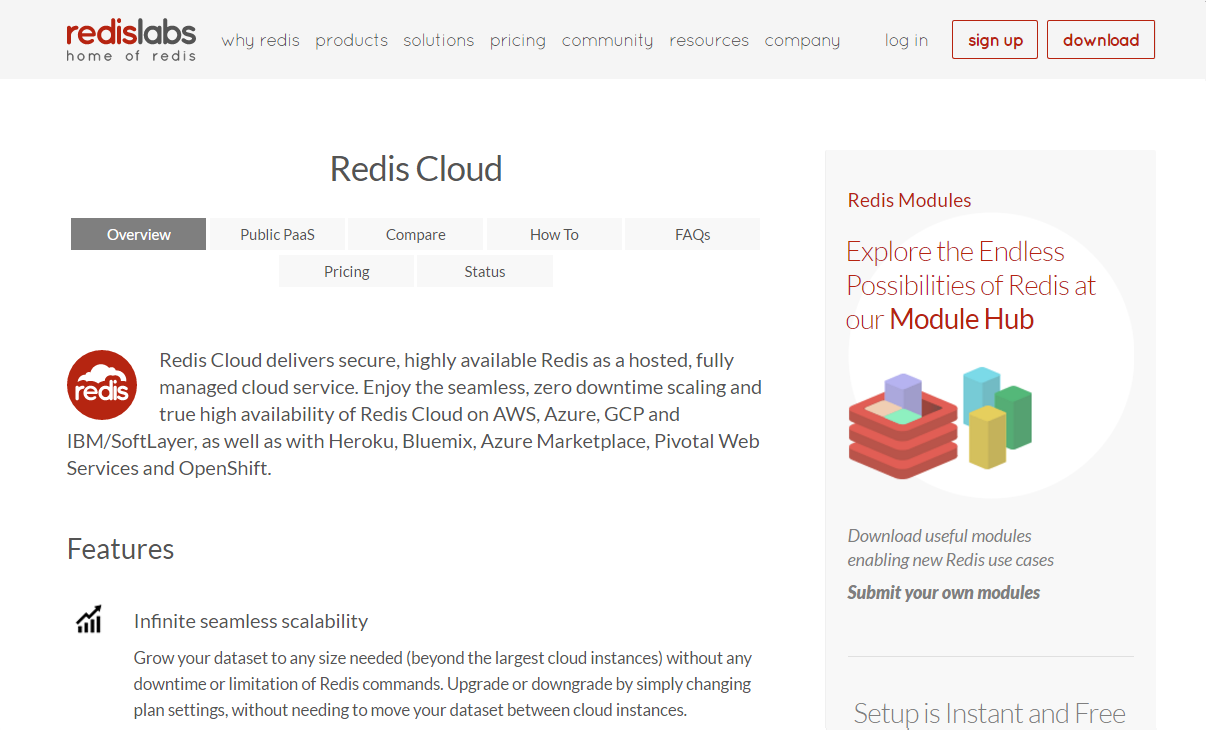 redislabs
home of redis
why redis products solutions pricing community resources company log in sign up download
Redis Cloud
Overview Public PaaS Compare How To FAQs
Pricing Status
redis
Redis Cloud delivers secure, highly available Redis as a hosted, fully
managed cloud service. Enjoy the seamless, zero downtime scaling and
true high availability of Redis Cloud on AWS, Azure, GCP and
IBM/SoftLayer, as well as with Heroku, Bluemix, Azure Marketplace, Pivotal Web
Services and OpenShift.
Features
Infinite seamless scalability
Grow your dataset to any size needed (beyond the largest cloud instances) without any
downtime or limitation of Redis commands. Upgrade or downgrade by simply changing
plan settings, without needing to move your dataset between cloud instances.
Redis Modules
Explore the Endless
Possibilities of Redis at
our Module Hub
Download useful modules
enabling new Redis use cases
Submit your own modules
Setup is Instant and Free